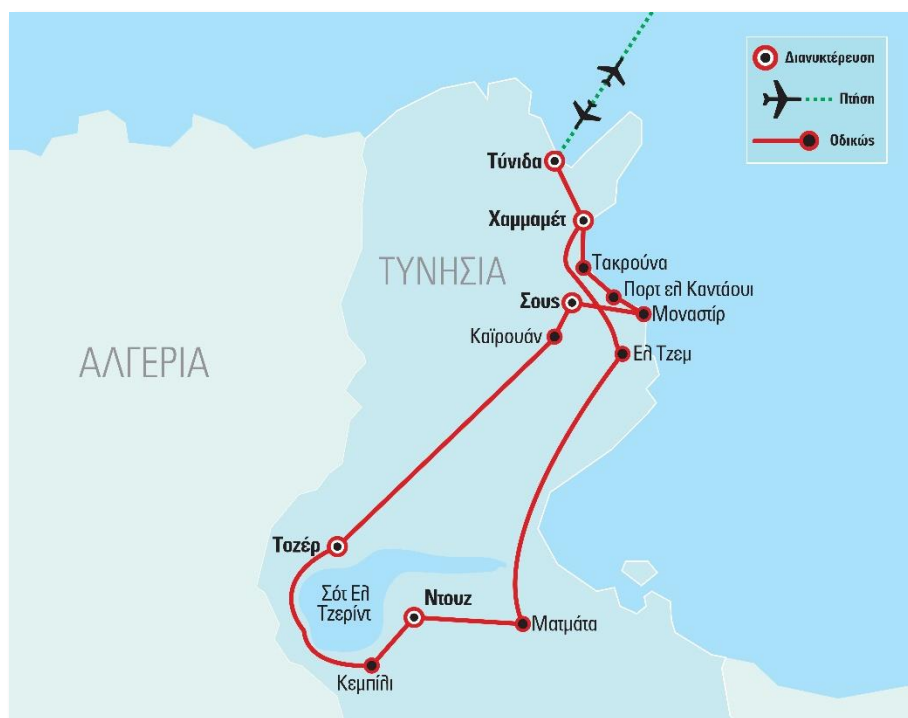 Διανυκτέρευση
Πτήση
Οδικώς
Τύνιδα
Χαμμαμέτ
ΤΥΝΗΣΙΑ
Τακρούνα
Πορτ ελ Καντάουι
Σους
Μοναστίρ
Καϊρουάν
Ελ Τζεμ
ΑΛΓΕΡΙΑ
Τοζέρ
Σότ Ελ
Τζερίντ
Ντουζ
Ματμάτα
Κεμπίλι